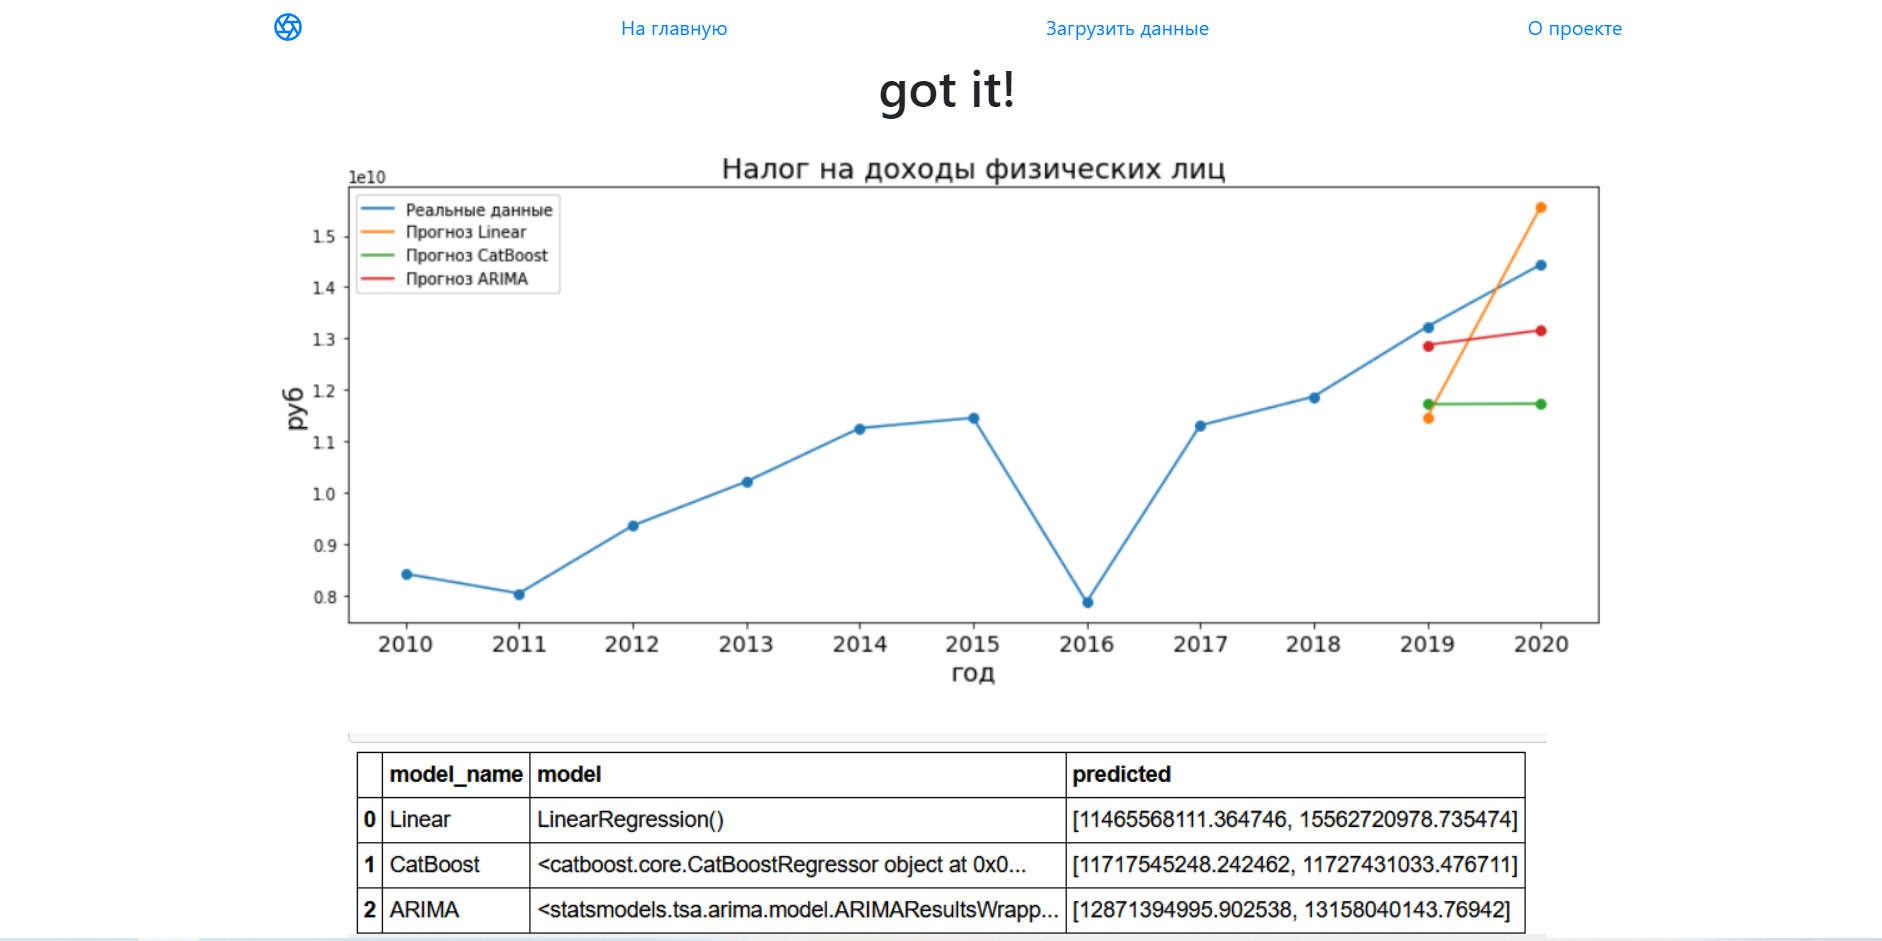 На главную Загрузить данные О проекте
got it!
Налог на доходы физических лиц
1e10
Реальные данные
Прогноз Linear
Прогноз CatBoost
Прогноз ARIMA
1.5
1.4
1.3
1.2
1.1
1.0
0.9
0.8
руб
2010 2011 2012 2013 2014 2015 2016 2017 2018 2019 2020
год
model_name model predicted
0 Linear LinearRegression() [11465568111.364746, 15562720978.735474]
1 CatBoost <catboost.core.CatBoostRegressor object at 0x0... [11717545248.242462, 11727431033.476711]
2 ARIMA <statsmodels.tsa.arima.model.ARIMAResultsWrapp... [12871394995.902538, 13158040143.76942]